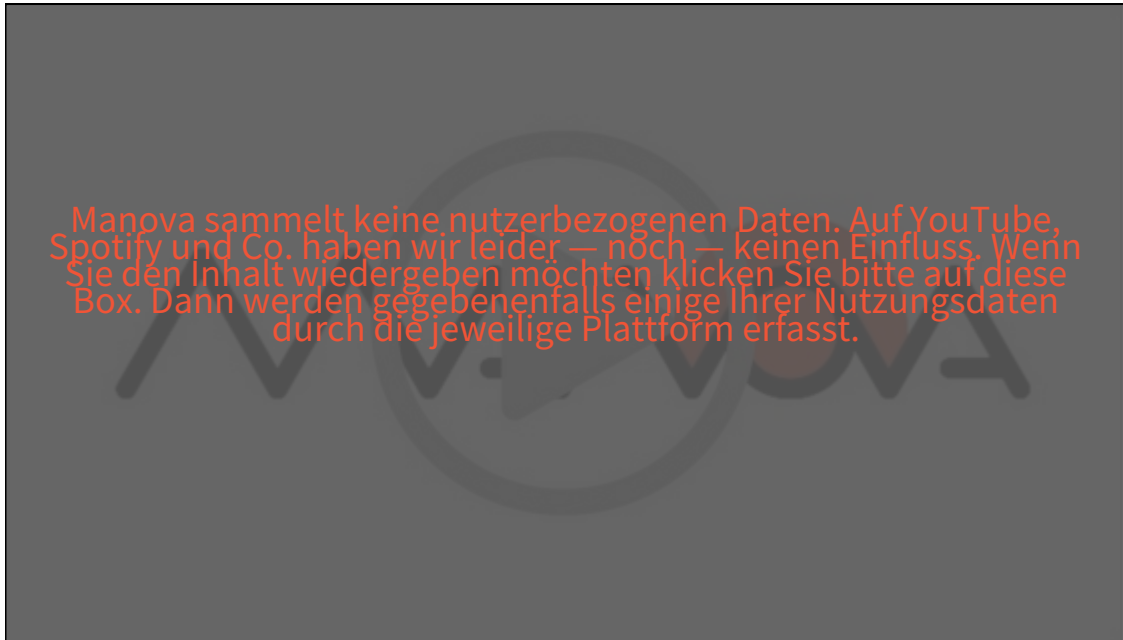 Manova sammelt keine nutzerbezogenen Daten. Auf YouTube,
Spotify und Co. haben wir leider — noch — keinen Einfluss. Wenn
Sie den Inhalt wiedergeben möchten klicken Sie bitte auf diese
Box. Dann werden gegebenenfalls einige Ihrer Nutzungsdaten
durch die jeweilige Plattform erfasst.
MANOVA